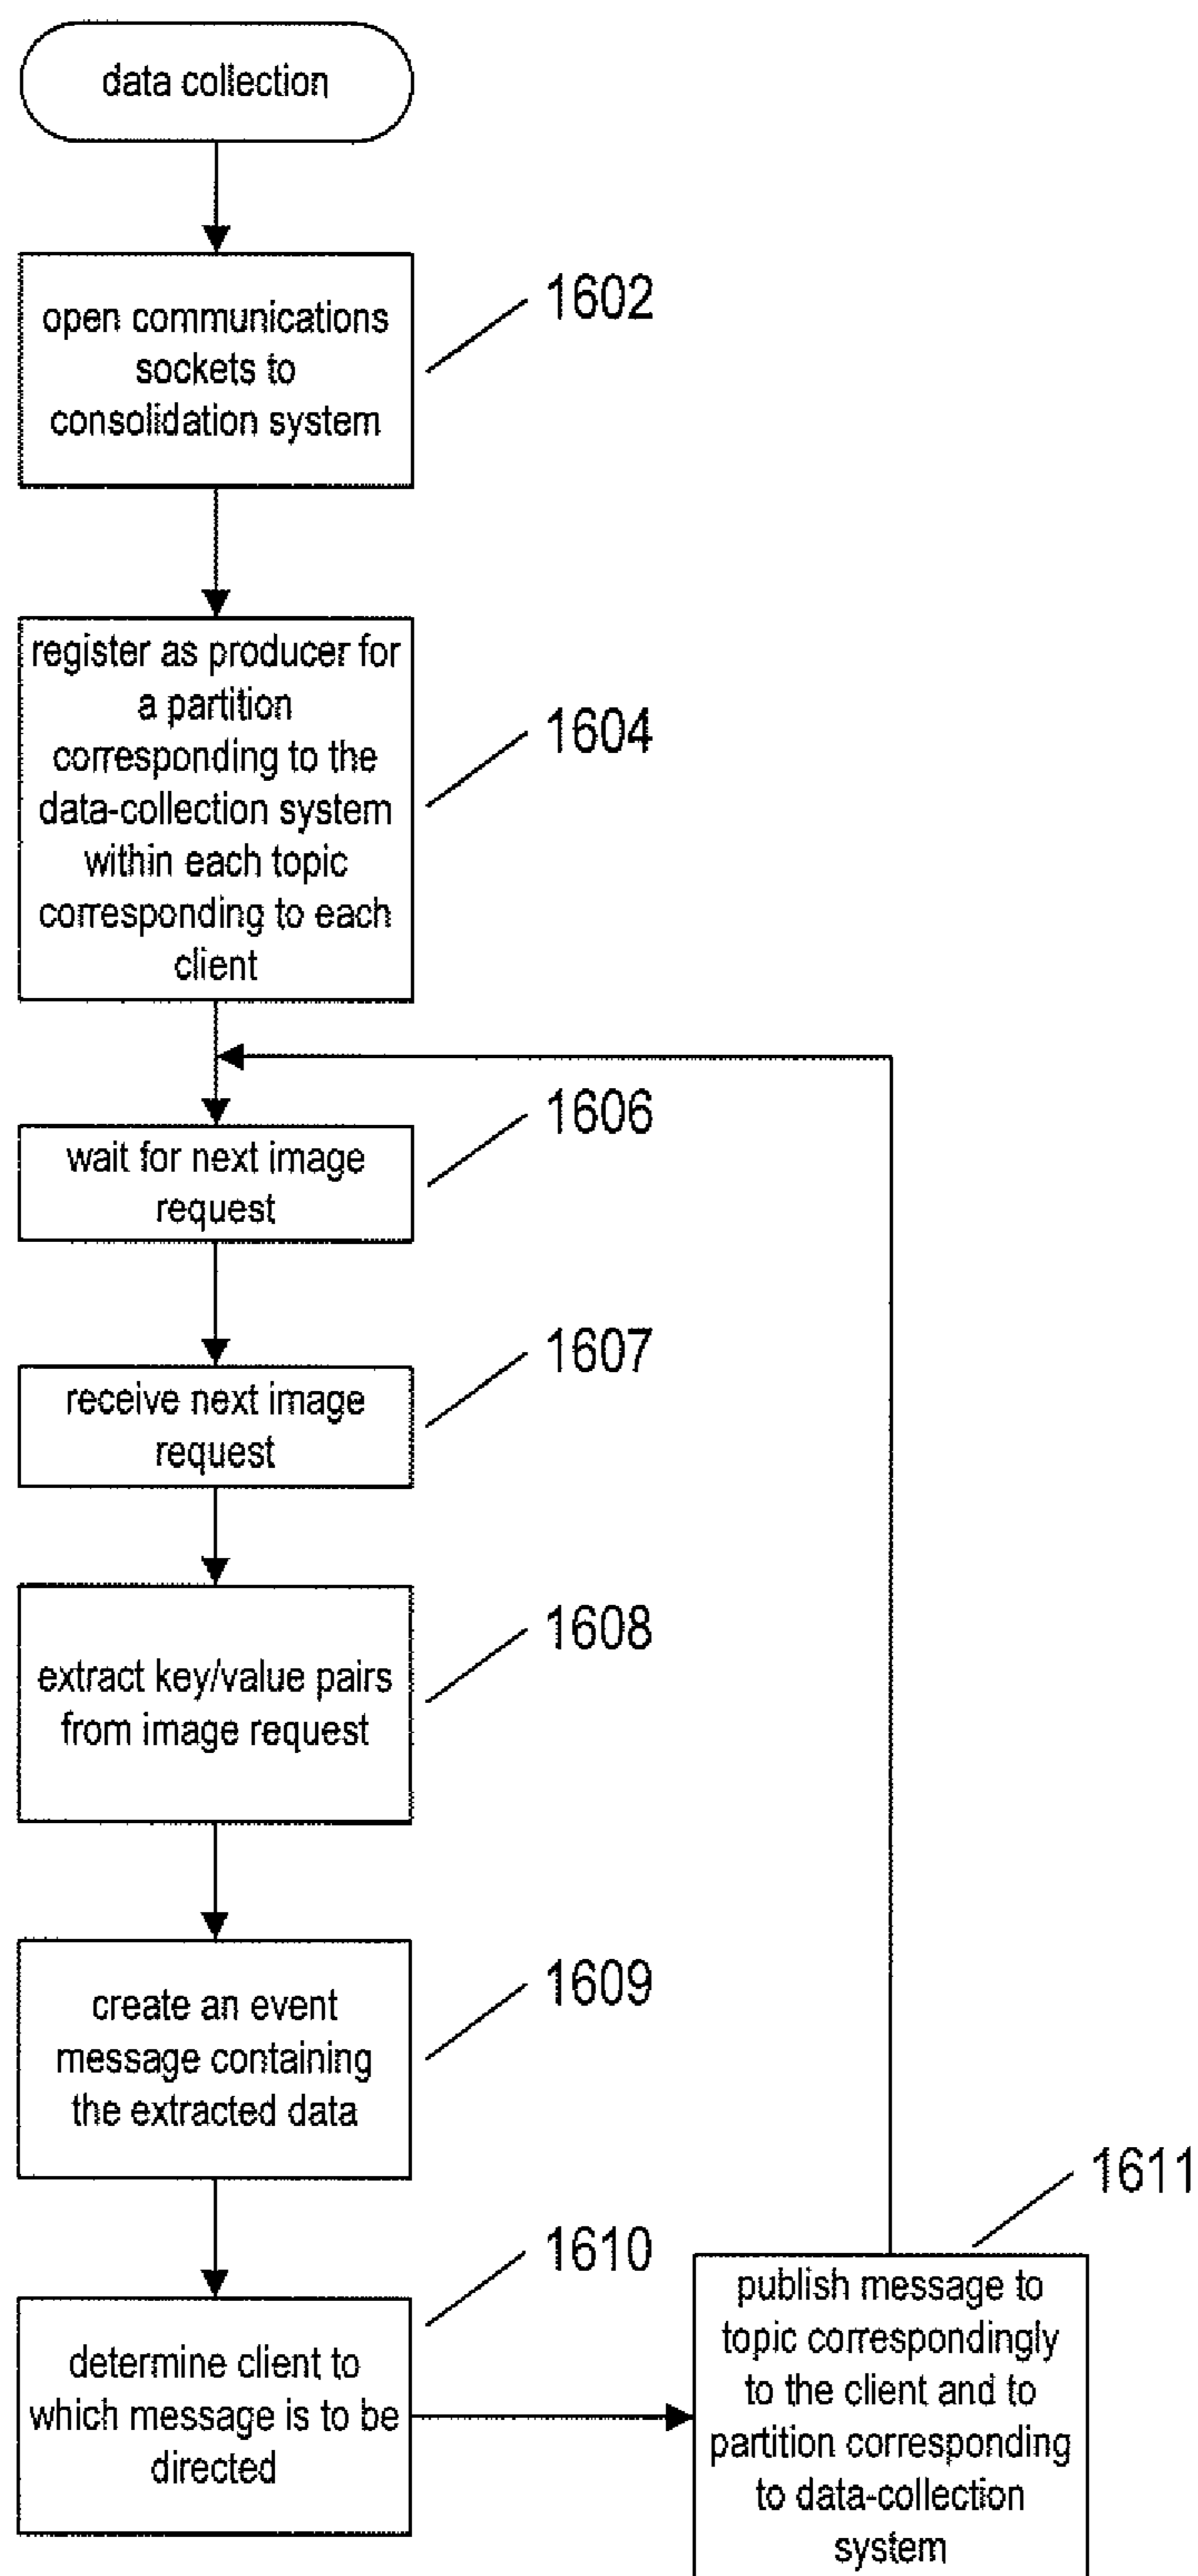 data collection
open communications
sockets to
consolidation system
1602
register as producer for
a partition
corresponding to the
data-collection system
within each topic
corresponding to each
client
1604
wait for next image
request
1606
receive next image
request
1607
extract key/value pairs
from image request
1608
create an event
message containing
the extracted data
1609
determine client to
which message is to be
directed
1610
publish message to
topic correspondingly
to the client and to
partition corresponding
to data-collection
system
1611